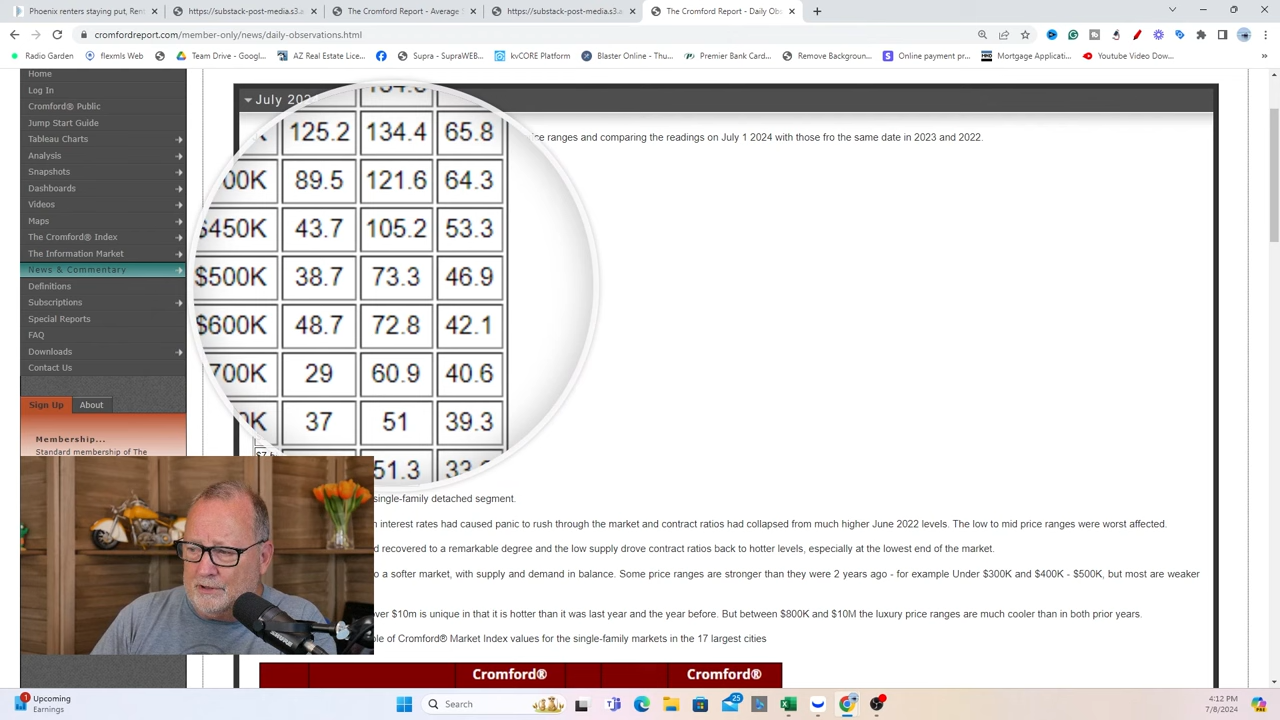 Phoenix renters staying put, Ren
https://substack-post-media.s3.a
The Cromford Report - Average
https://substack-post-media.s3.a
The Cromford Report - Daily Obs
cromfordreport.com/member-only/news/daily-observations.html
Radio Garden
flexmls Web
Team Drive - Googl...
AZ Real Estate Lice...
Supra - SupraWEB...
kvCORE Platform
Blaster Online - Thu...
Premier Bank Card...
Remove Background...
Online payment pr...
Mortgage Applicati...
Youtube Video Dow...
Home
Log In
Cromford® Public
Jump Start Guide
Tableau Charts
Analysis
Snapshots
Dashboards
Videos
Maps
The Cromford® Index
The Information Market
News & Commentary
Definitions
Subscriptions
Special Reports
FAQ
Downloads
Contact Us
Sign Up
About
Membership...
Standard membership of The
July
price ranges and comparing the readings on July 1 2024 with those fro the same date in 2023 and 2022.
125.2 134.4 65.8
00K 89.5 121.6 64.3
$450K 43.7 105.2 53.3
$500K 38.7 73.3 46.9
$600K 48.7 72.8 42.1
700K 29 60.9 40.6
0K 37 51 39.3
51.3
single-family detached segment.
interest rates had caused panic to rush through the market and contract ratios had collapsed from much higher June 2022 levels. The low to mid price ranges were worst affected.
recovered to a remarkable degree and the low supply drove contract ratios back to hotter levels, especially at the lowest end of the market.
a softer market, with supply and demand in balance. Some price ranges are stronger than they were 2 years ago - for example Under $300K and $400K - $500K, but most are weaker
over $10m is unique in that it is hotter than it was last year and the year before. But between $800K and $10M the luxury price ranges are much cooler than in both prior years.
of Cromford® Market Index values for the single-family markets in the 17 largest cities
Cromford®
Cromford®
1
Upcoming
Earnings
Search
25
4:12 PM
7/8/2024